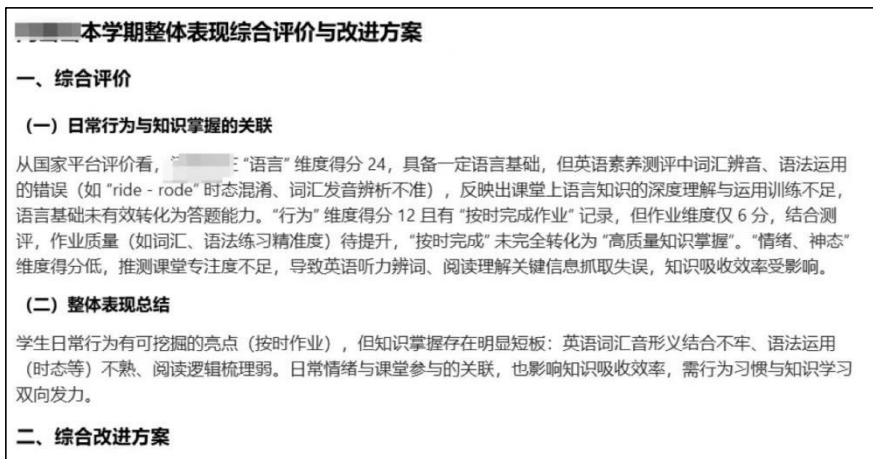 本学期整体表现综合评价与改进方案
一、综合评价
（一）日常行为与知识掌握的关联
从国家平台评价看，“语言”维度得分 24，具备一定语言基础，但英语素养测评中词汇辨音、语法运用
的错误（如 “ride - rode” 时态混淆、词汇发音辨析不准），反映出课堂上语言知识的深度理解与运用训练不足，
语言基础未有效转化为答题能力。“行为” 维度得分 12 且有 “按时完成作业” 记录，但作业维度仅 6 分，结合测
评，作业质量（如词汇、语法练习精准度）待提升，“按时完成” 未完全转化为 “高质量知识掌握”。“情绪、神态”
维度得分低，推测课堂专注度不足，导致英语听力辨词、阅读理解关键信息抓取失误，知识吸收效率受影响。
（二）整体表现总结
学生日常行为有可挖掘的亮点（按时作业），但知识掌握存在明显短板：英语词汇音形义结合不牢、语法运用
（时态等）不熟、阅读逻辑梳理弱。日常情绪与课堂参与的关联，也影响知识吸收效率，需行为习惯与知识学习
双向发力。
二、综合改进方案